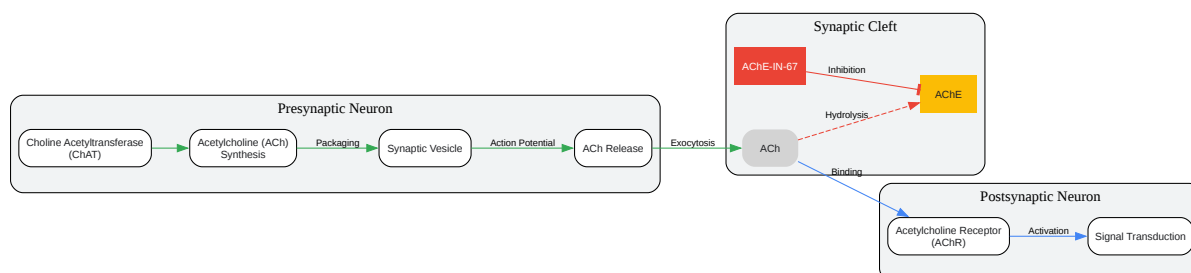 Synaptic Cleft
AChE-IN-67
Inhibition
AChE
Hydrolysis
Presynaptic Neuron
Choline Acetyltransferase
(ChAT)
Acetylcholine (ACh)
Synthesis
Packaging
Synaptic Vesicle
Action Potential
ACh Release
Exocytosis
ACh
Binding
Postsynaptic Neuron
Acetylcholine Receptor
(AChR)
Activation
Signal Transduction